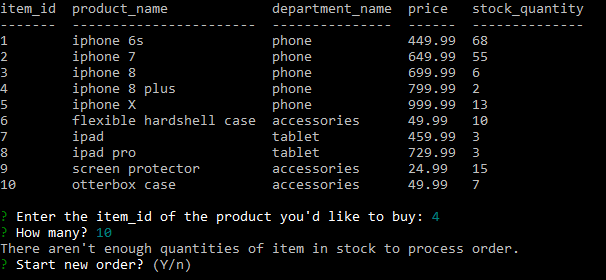 item_id  product_name             department_name  price   stock_quantity
-------  -----------------------  ---------------  ------  --------------
1        iphone 6s                phone            449.99  68
2        iphone 7                 phone            649.99  55
3        iphone 8                 phone            699.99  6
4        iphone 8 plus            phone            799.99  2
5        iphone X                 phone            999.99  13
6        flexible hardshell case  accessories      49.99   10
7        ipad                     tablet           459.99  3
8        ipad pro                 tablet           729.99  3
9        screen protector         accessories      24.99   15
10       otterbox case            accessories      49.99   7
? Enter the item_id of the product you'd like to buy: 4
? How many? 10
There aren't enough quantities of item in stock to process order.
? Start new order? (Y/n)